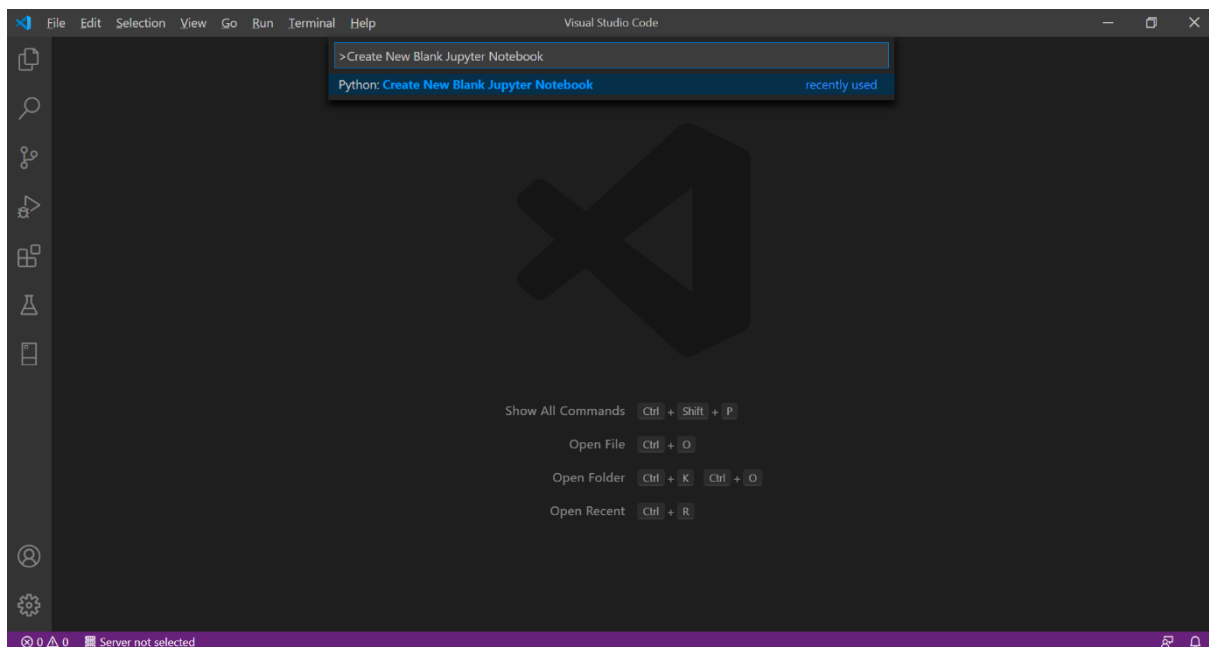 File Edit Selection View Go Run Terminal Help Visual Studio Code
>Create New Blank Jupyter Notebook
Python: Create New Blank Jupyter Notebook recently used
Show All Commands Ctrl + Shift + P
Open File Ctrl + O
Open Folder Ctrl + K Ctrl + O
Open Recent Ctrl + R
0 0 Server not selected